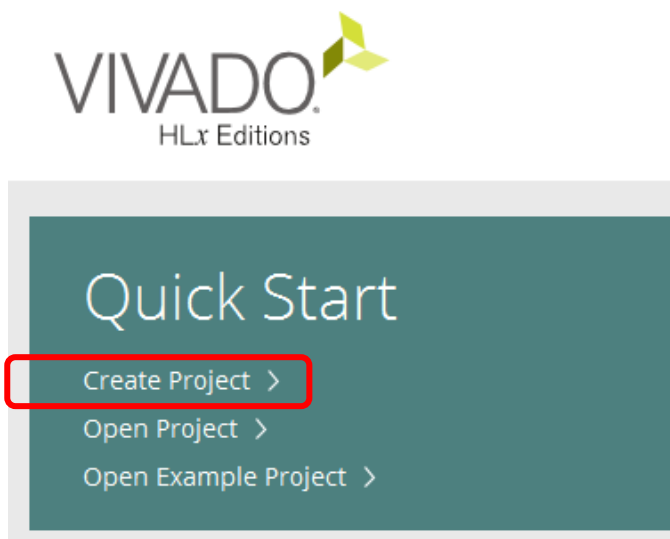 VIVADO.
HLx Editions
Quick Start
Create Project >
Open Project >
Open Example Project >